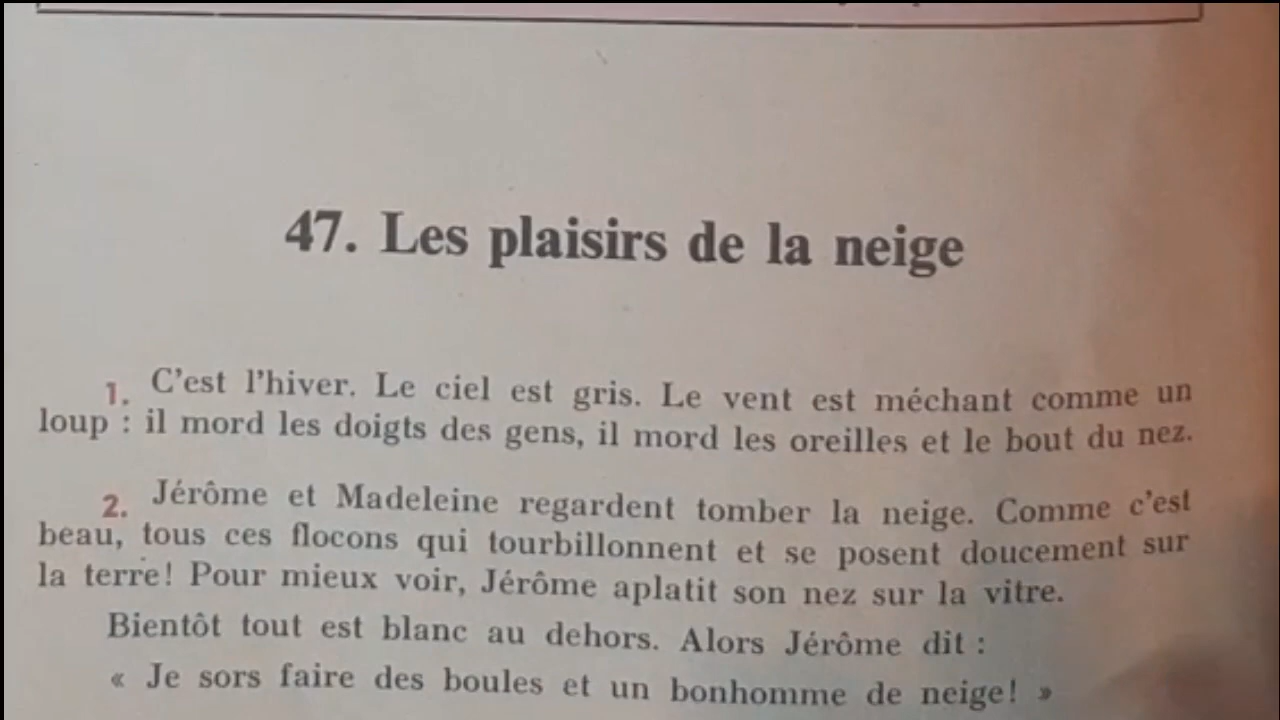 47. Les plaisirs de la neige
1. C'est l'hiver. Le ciel est gris. Le vent est méchant comme un
loup : il mord les doigts des gens, il mord les oreilles et le bout du nez.
2. Jérôme et Madeleine regardent tomber la neige. Comme c'est
beau, tous ces flocons qui tourbillonnent et se posent doucement sur
la terre! Pour mieux voir, Jérôme aplatit son nez sur la vitre.
Bientôt tout est blanc au dehors. Alors Jérôme dit :
« Je sors faire des boules et un bonhomme de neige! »